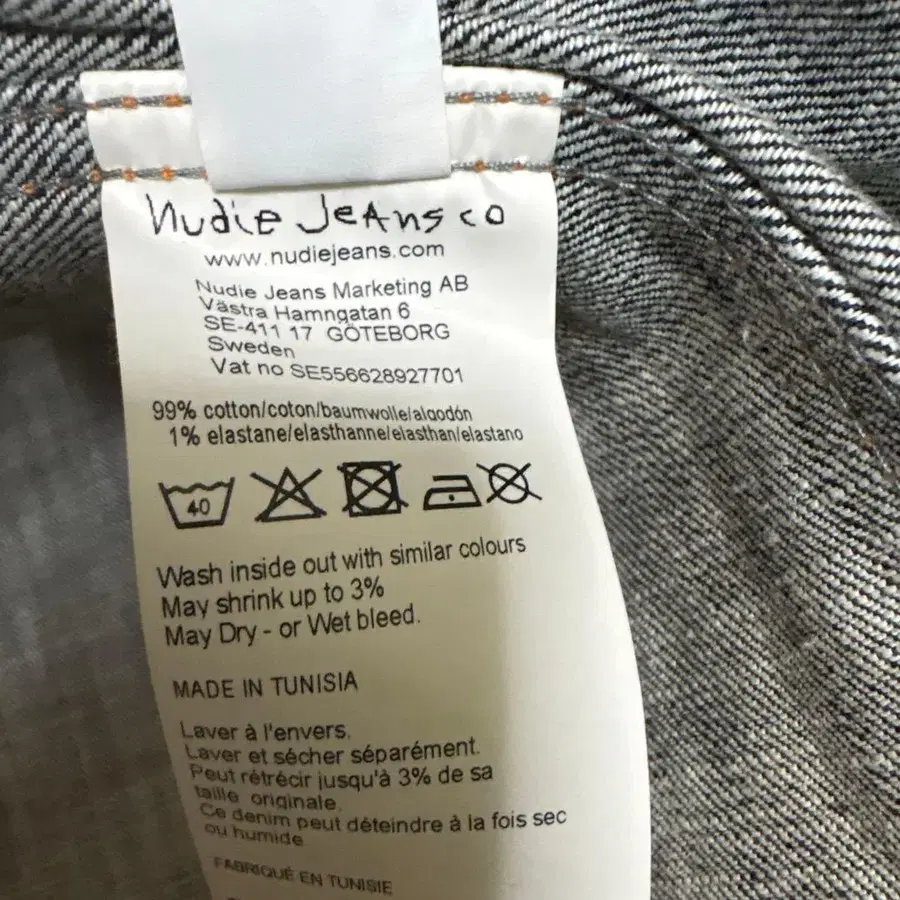 Nudie Jeans co
www.nudiejeans.com
Nudie Jeans Marketing AB
Västra Hamngatan 6
SE-411 17 GÖTEBORG
Sweden
Vat no SE556628927701
99% cotton/coton/baumwolle/algodón
1% elastane/elasthanne/elasthan/elastano
40
Wash inside out with similar colours
May shrink up to 3%
May Dry - or Wet bleed.
MADE IN TUNISIA
Laver à l'envers.
Laver et sécher séparément.
Peut rétrécir jusqu'à 3% de sa
taille originale.
Ce denim peut déteindre à la fois sec
ou humide
FABRIQUÉ EN TUNISIE